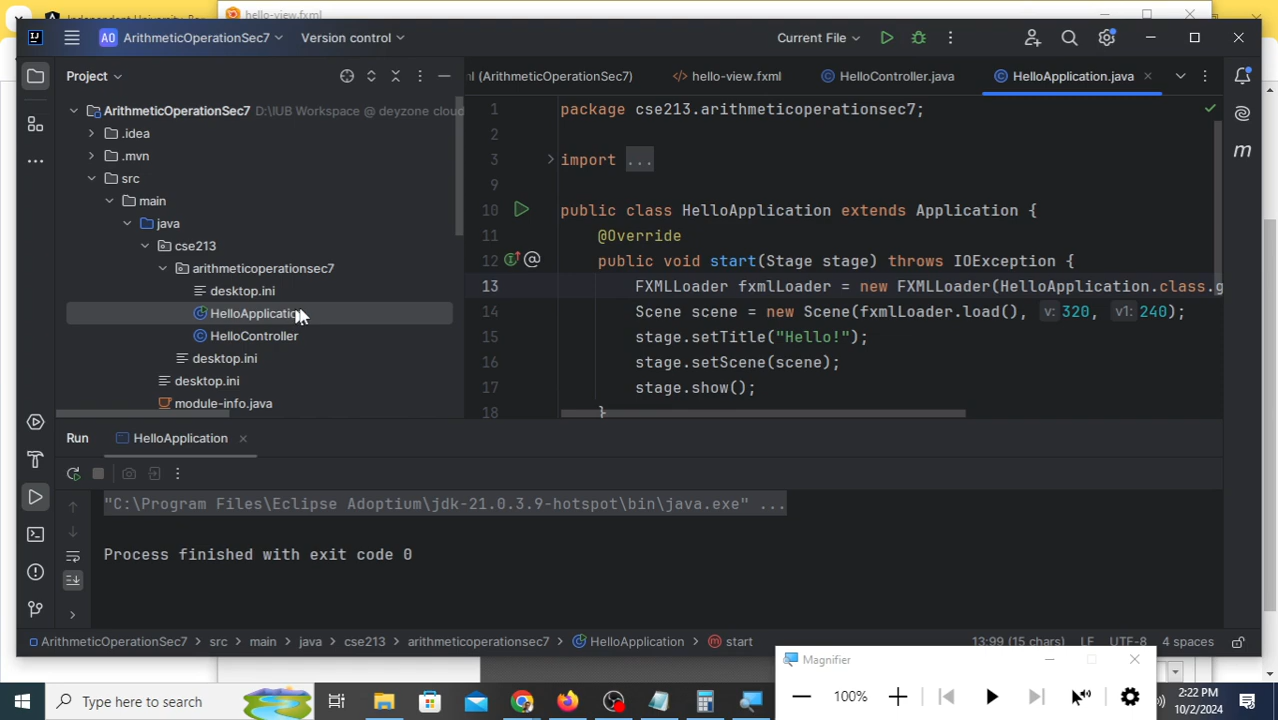 hello-view.fxml
AO ArithmeticOperationSec7 Version control Current File
Project
ml (ArithmeticOperationSec7) hello-view.fxml HelloController.java HelloApplication.java
ArithmeticOperationSec7 D:\IUB Workspace @ deyzone cloud
.idea
.mvn
src
main
java
cse213
arithmeticoperationsec7
desktop.ini
HelloApplication
HelloController
desktop.ini
desktop.ini
module-info.java
1 package cse213.arithmeticoperationsec7;
2
3 import ...
9
10 public class HelloApplication extends Application {
11 @Override
12 public void start(Stage stage) throws IOException {
13 FXMLLoader fxmlLoader = new FXMLLoader(HelloApplication.class.g
14 Scene scene = new Scene(fxmlLoader.load(), v: 320, v1: 240);
15 stage.setTitle("Hello!");
16 stage.setScene(scene);
17 stage.show();
18 }
Run HelloApplication
"C:\Program Files\Eclipse Adoptium\jdk-21.0.3.9-hotspot\bin\java.exe" ...
Process finished with exit code 0
ArithmeticOperationSec7 > src > main > java > cse213 > arithmeticoperationsec7 > HelloApplication > start 13:99 (15 chars) LF UTF-8 4 spaces
Magnifier
100%
Type here to search
2:22 PM
10/2/2024